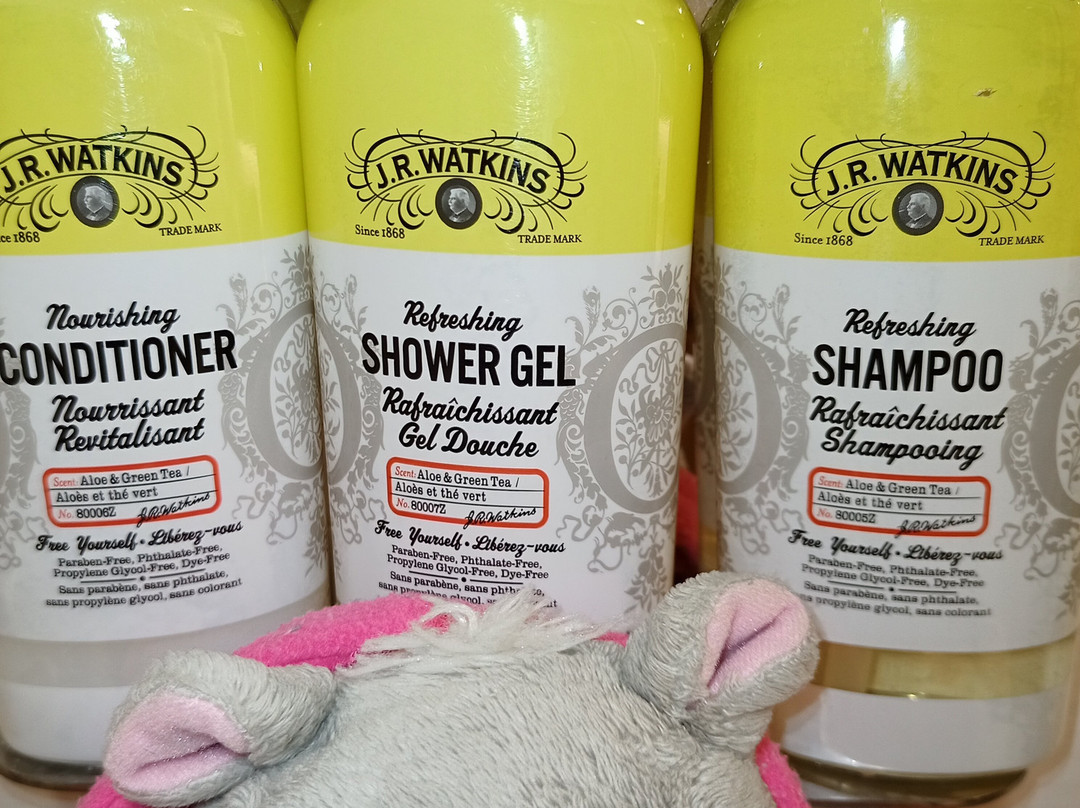 J.R. WATKINS
ce 1868
TRADE MARK
Nourishing
CONDITIONER
Nourrissant
Revitalisant
Scent: Aloe & Green Tea /
Aloès et thé vert
No. 80006Z
J.R.Watkins
Free Yourself • Libérez-vous
Paraben-Free, Phthalate-Free,
Propylene Glycol-Free, Dye-Free
Sans parabène, sans phthalate,
sans propylène glycol, sans colorant
J.R. WATKINS
Since 1868
TRADE MARK
Refreshing
SHOWER GEL
Rafraîchissant
Gel Douche
Scent: Aloe & Green Tea /
Aloès et thé vert
No. 80007Z
J.R.Watkins
Free Yourself • Libérez-vous
Paraben-Free, Phthalate-Free,
Propylene Glycol-Free, Dye-Free
Sans parabène, sans
sans propylène glycol, sans
J.R. WATKINS
Since 1868
TRADE MARK
Refreshing
SHAMPOO
Rafraîchissant
Shampooing
Scent: Aloe & Green Tea /
Aloès et thé vert
No. 80005Z
J.R.Watkins
Free Yourself • Libérez-vous
Paraben-Free, Phthalate-Free,
Propylene Glycol-Free, Dye-Free
Sans parabène, sans phthalate,
propylène glycol, sans colorant